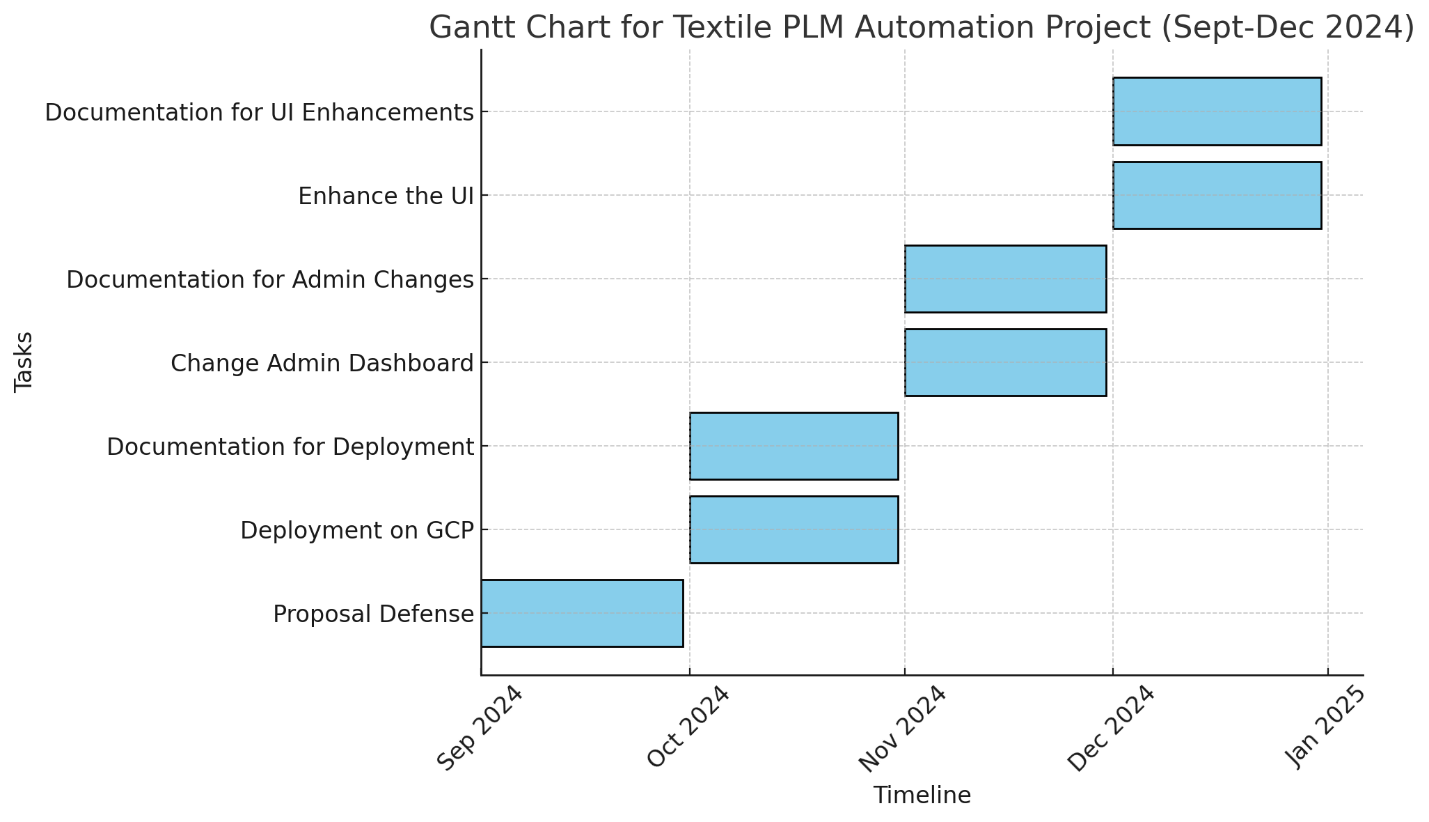 Gantt Chart for Textile PLM Automation Project (Sept-Dec 2024)
Documentation for UI Enhancements
Enhance the UI
Documentation for Admin Changes
Change Admin Dashboard
Documentation for Deployment
Deployment on GCP
Proposal Defense
Tasks
Sep 2024
Oct 2024
Nov 2024
Dec 2024
Jan 2025
Timeline